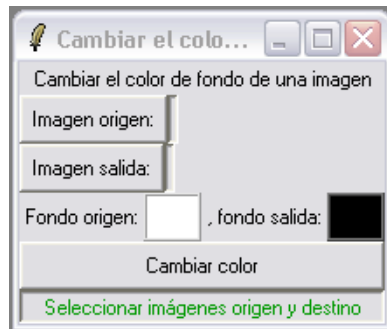 Cambiar el colo...
Cambiar el color de fondo de una imagen
Imagen origen:
Imagen salida:
Fondo origen: , fondo salida:
Cambiar color
Seleccionar imágenes origen y destino